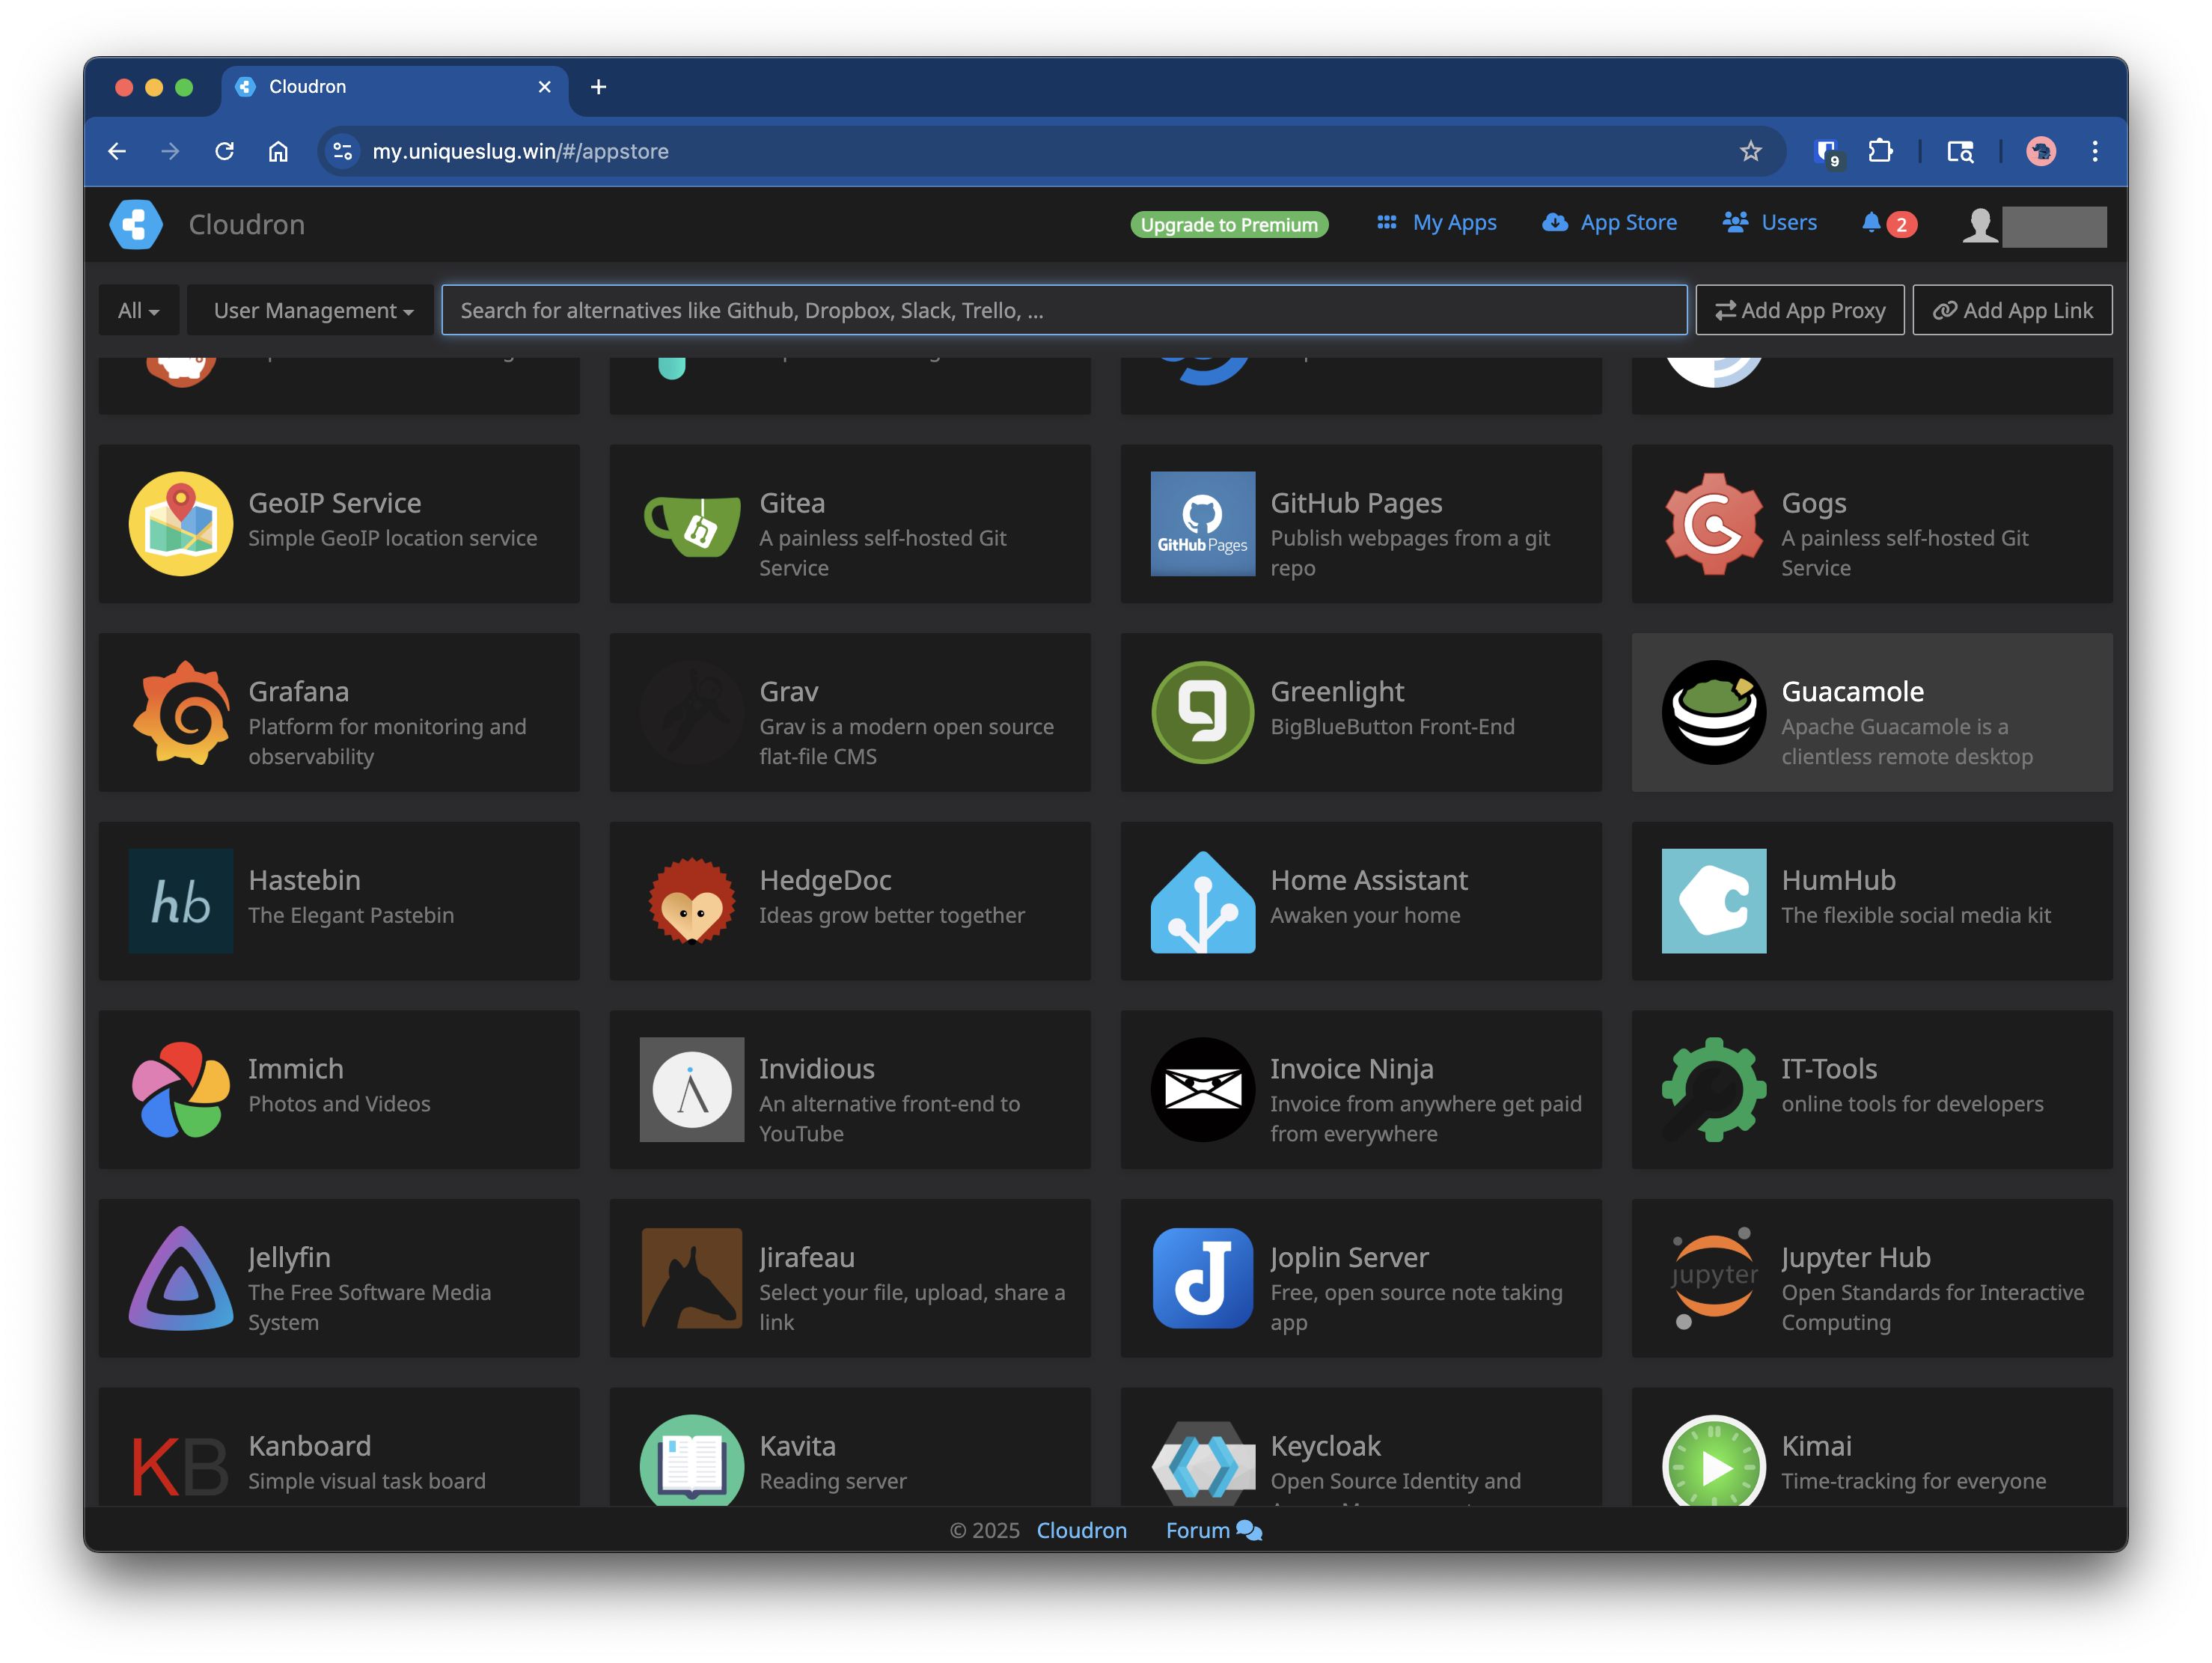 Cloudron
my.uniqueslug.win/#/appstore
9
Cloudron
Upgrade to Premium
My Apps
App Store
Users
2
All
User Management
Search for alternatives like Github, Dropbox, Slack, Trello, ...
Add App Proxy
Add App Link
GeoIP Service
Simple GeoIP location service
Gitea
A painless self-hosted Git
Service
GitHub Pages
GitHub Pages
Publish webpages from a git
repo
Gogs
A painless self-hosted Git
Service
Grafana
Platform for monitoring and
observability
Grav
Grav is a modern open source
flat-file CMS
Greenlight
BigBlueButton Front-End
Guacamole
Apache Guacamole is a
clientless remote desktop
hb
Hastebin
The Elegant Pastebin
HedgeDoc
Ideas grow better together
Home Assistant
Awaken your home
HumHub
The flexible social media kit
Immich
Photos and Videos
Invidious
An alternative front-end to
YouTube
Invoice Ninja
Invoice from anywhere get paid
from everywhere
IT-Tools
online tools for developers
Jellyfin
The Free Software Media
System
Jirafeau
Select your file, upload, share a
link
Joplin Server
Free, open source note taking
app
jupyter
Jupyter Hub
Open Standards for Interactive
Computing
KB
Kanboard
Simple visual task board
Kavita
Reading server
Keycloak
Open Source Identity and
Kimai
Time-tracking for everyone
© 2025 Cloudron Forum